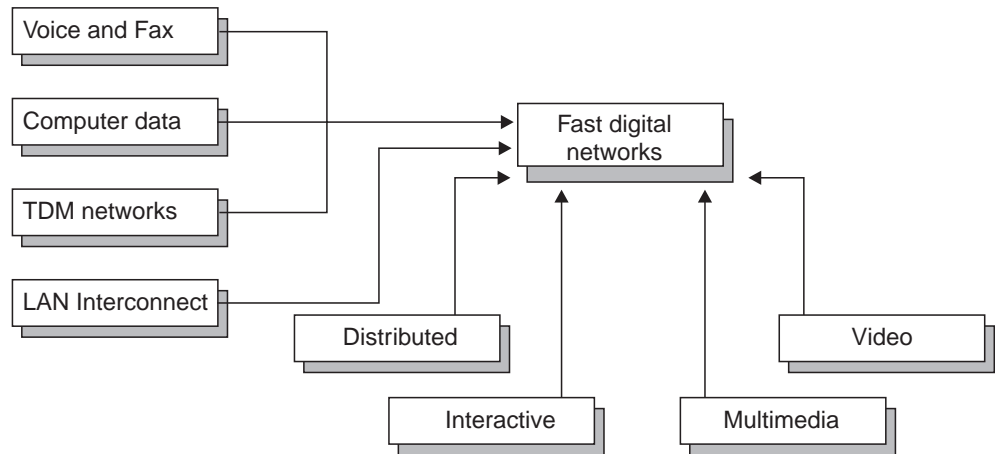 Voice and Fax
Computer data
Fast digital
networks
TDM networks
LAN Interconnect
Distributed
Video
Interactive
Multimedia